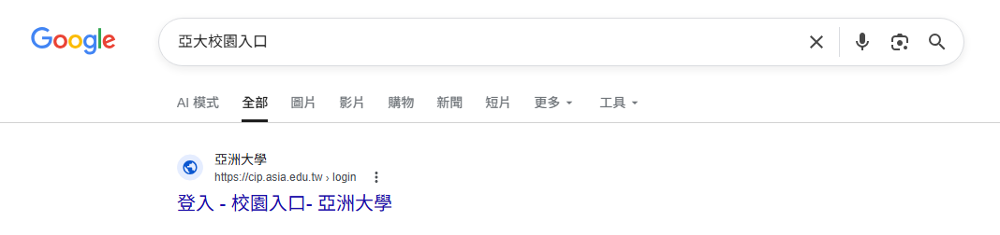 Google 亞大校園入口
AI 模式 全部 圖片 影片 購物 新聞 短片 更多 工具
亞洲大學
https://cip.asia.edu.tw › login
登入 - 校園入口- 亞洲大學